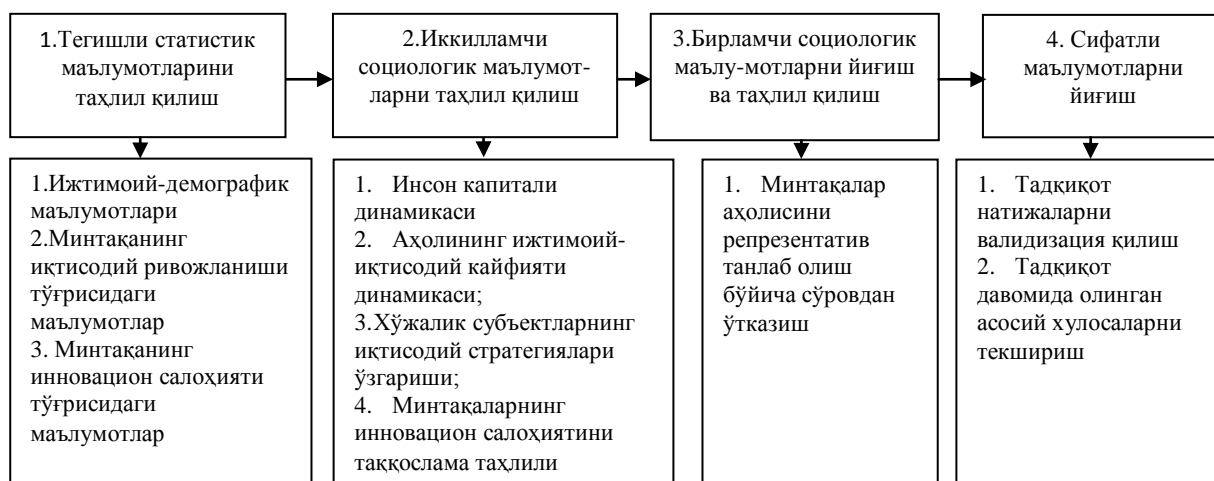 1.Тегишли статистик
маълумотларини
таҳлил қилиш
2.Иккилламчи
социологик маълумот-
ларни таҳлил қилиш
3.Бирламчи социологик
маълу-мотларни йиғиш
ва таҳлил қилиш
4. Сифатли
маълумотларни
йиғиш
1.Ижтимоий-демографик
маълумотлари
2.Минтақанинг
иқтисодий ривожланиши
тўғрисидаги
маълумотлар
3. Минтақанинг
инновацион салоҳияти
тўғрисидаги
маълумотлар
1. Инсон капитали
динамикаси
2. Аҳолининг ижтимоий-
иқтисодий кайфияти
динамикаси;
3.Хўжалик субъектларнинг
иқтисодий стратегиялари
ўзгариши;
4. Минтақаларнинг
инновацион салоҳиятини
таққослама таҳлили
1. Минтақалар
аҳолисини
репрезентатив
танлаб олиш
бўйича сўровдан
ўтказиш
1. Тадқиқот
натижаларни
валидизация қилиш
2. Тадқиқот
давомида олинган
асосий хулосаларни
текшириш